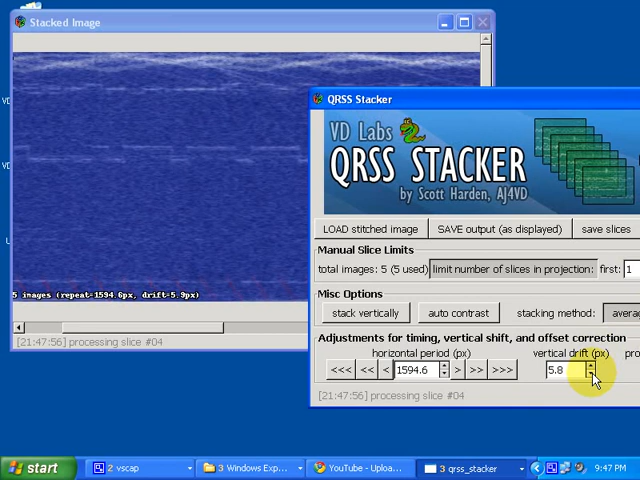 Stacked Image
QRSS Stacker
VD Labs
QRSS STACKER
by Scott Harden, AJ4VD
LOAD stitched image
SAVE output (as displayed)
save slices
Manual Slice Limits
total images: 5 (5 used)
limit number of slices in projection:
first: 1
Misc Options
stack vertically
auto contrast
stacking method:
Adjustments for timing, vertical shift, and offset correction
horizontal period (px)
vertical drift (px)
<<< << < 1594.6 > >> >>>
5.8
[21:47:56] processing slice #04
5 images (repeat=1594.6px, drift=5.9px)
[21:47:56] processing slice #04
VD
VD
start
2 vscap
3 Windows Exp...
YouTube - Uploa...
3 qrss_stacker
9:47 PM